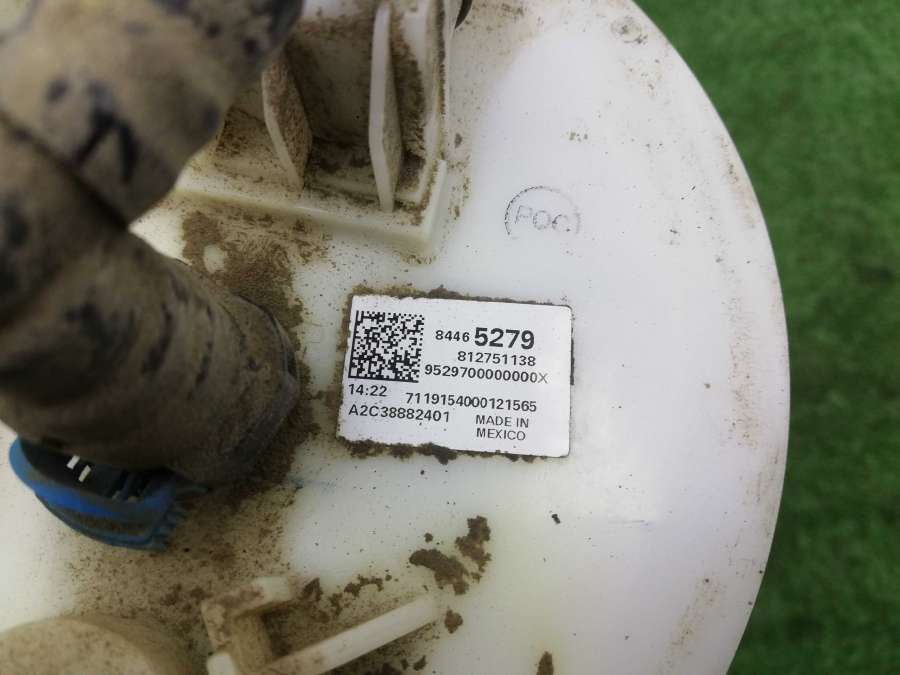 POC
8446 5279
812751138
9529700000000X
14:22 7119154000121565
A2C38882401 MADE IN
MEXICO